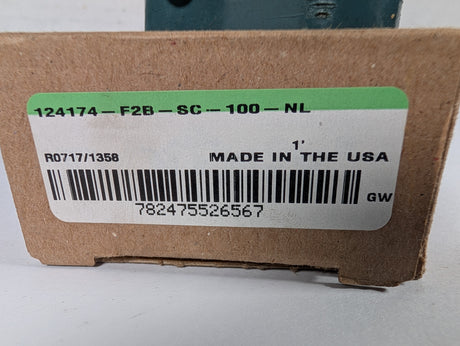 124174-F2B-SC-100-NL
1'
R0717/1358 MADE IN THE USA
GW
782475526567